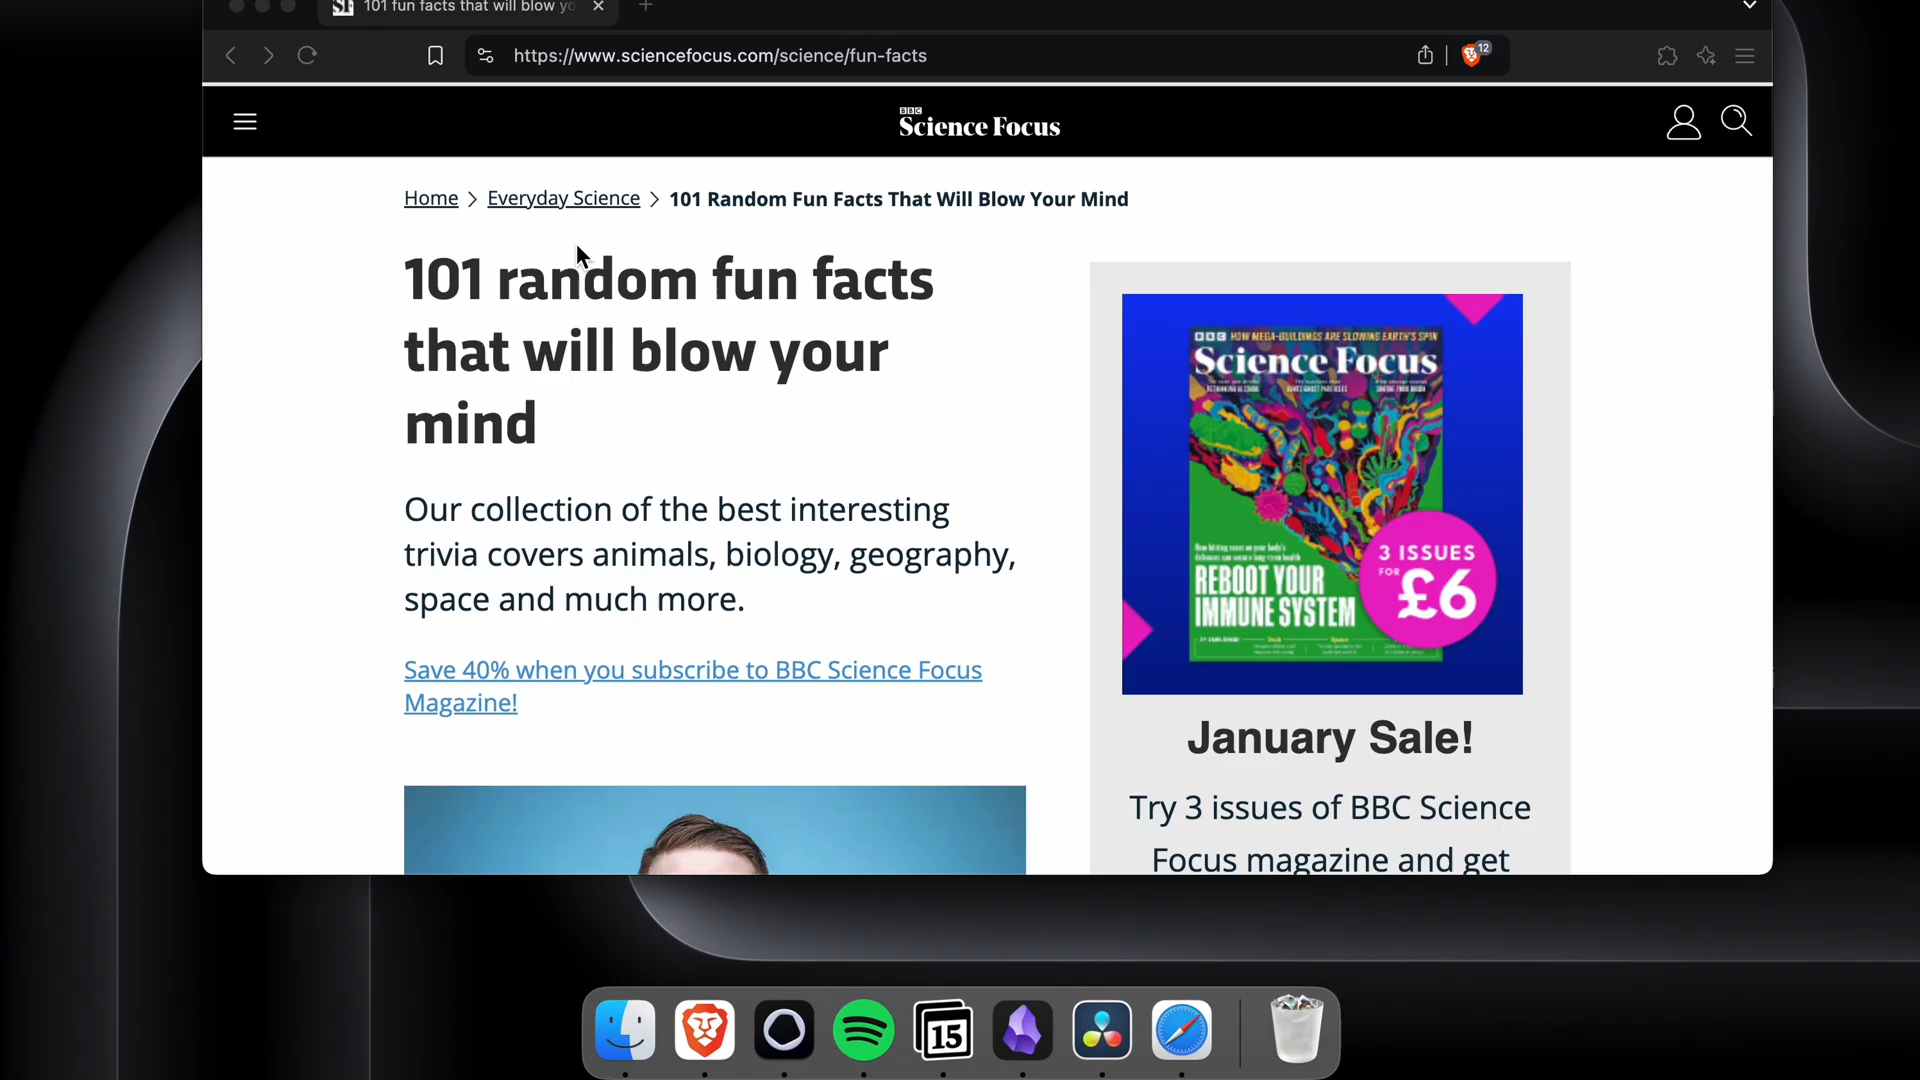 101 fun facts that will blow yo
https://www.sciencefocus.com/science/fun-facts
12
BBC
Science Focus
Home > Everyday Science > 101 Random Fun Facts That Will Blow Your Mind
101 random fun facts
that will blow your
mind
Our collection of the best interesting
trivia covers animals, biology, geography,
space and much more.
Save 40% when you subscribe to BBC Science Focus
Magazine!
BBC HOW MEGA-BUILDINGS ARE SLOWING EARTH'S SPIN
Science Focus
REBOOT YOUR
IMMUNE SYSTEM
3 ISSUES
FOR £6
January Sale!
Try 3 issues of BBC Science
Focus magazine and get
15